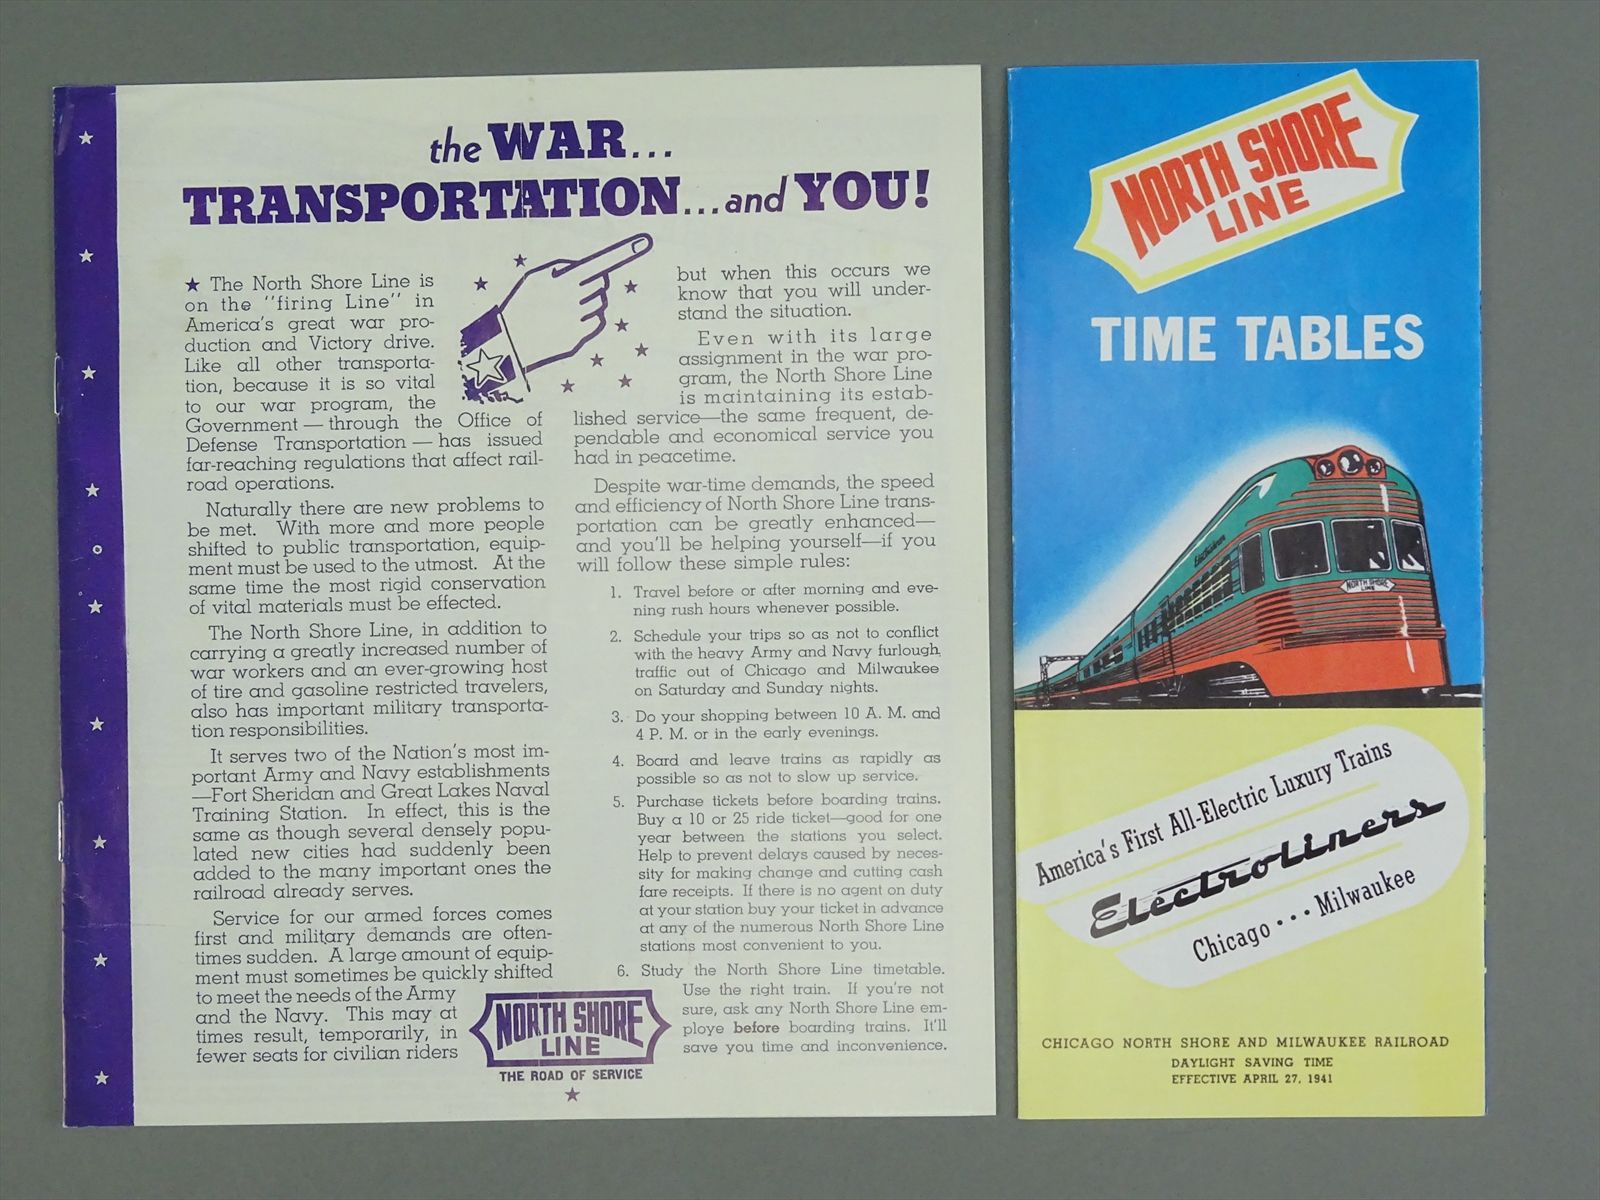 the WAR...
TRANSPORTATION...and YOU!
★ The North Shore Line is
on the "firing Line" in
America's great war pro-
duction and Victory drive.
Like all other transporta-
tion, because it is so vital
to our war program, the
Government — through the Office of
Defense Transportation — has issued
far-reaching regulations that affect rail-
road operations.
Naturally there are new problems to
be met. With more and more people
shifted to public transportation, equip-
ment must be used to the utmost. At the
same time the most rigid conservation
of vital materials must be effected.
The North Shore Line, in addition to
carrying a greatly increased number of
war workers and an ever-growing host
of tire and gasoline restricted travelers,
also has important military transporta-
tion responsibilities.
It serves two of the Nation's most im-
portant Army and Navy establishments
—Fort Sheridan and Great Lakes Naval
Training Station. In effect, this is the
same as though several densely popu-
lated new cities had suddenly been
added to the many important ones the
railroad already serves.
Service for our armed forces comes
first and military demands are often-
times sudden. A large amount of equip-
ment must sometimes be quickly shifted
to meet the needs of the Army
and the Navy. This may at
times result, temporarily, in
fewer seats for civilian riders
but when this occurs we
know that you will under-
stand the situation.
Even with its large
assignment in the war pro-
gram, the North Shore Line
is maintaining its estab-
lished service—the same frequent, de-
pendable and economical service you
had in peacetime.
Despite war-time demands, the speed
and efficiency of North Shore Line trans-
portation can be greatly enhanced—
and you'll be helping yourself—if you
will follow these simple rules:
1. Travel before or after morning and eve-
ning rush hours whenever possible.
2. Schedule your trips so as not to conflict
with the heavy Army and Navy furlough
traffic out of Chicago and Milwaukee
on Saturday and Sunday nights.
3. Do your shopping between 10 A. M. and
4 P. M. or in the early evenings.
4. Board and leave trains as rapidly as
possible so as not to slow up service.
5. Purchase tickets before boarding trains.
Buy a 10 or 25 ride ticket—good for one
year between the stations you select.
Help to prevent delays caused by neces-
sity for making change and cutting cash
fare receipts. If there is no agent on duty
at your station buy your ticket in advance
at any of the numerous North Shore Line
stations most convenient to you.
6. Study the North Shore Line timetable.
Use the right train. If you're not
sure, ask any North Shore Line em-
ploye before boarding trains. It'll
save you time and inconvenience.
NORTH SHORE
LINE
THE ROAD OF SERVICE
NORTH SHORE
LINE
TIME TABLES
Electroliner
NORTH SHORE
LINE
America's First All-Electric Luxury Trains
Electroliners
Chicago • • • Milwaukee
CHICAGO NORTH SHORE AND MILWAUKEE RAILROAD
DAYLIGHT SAVING TIME
EFFECTIVE APRIL 27, 1941